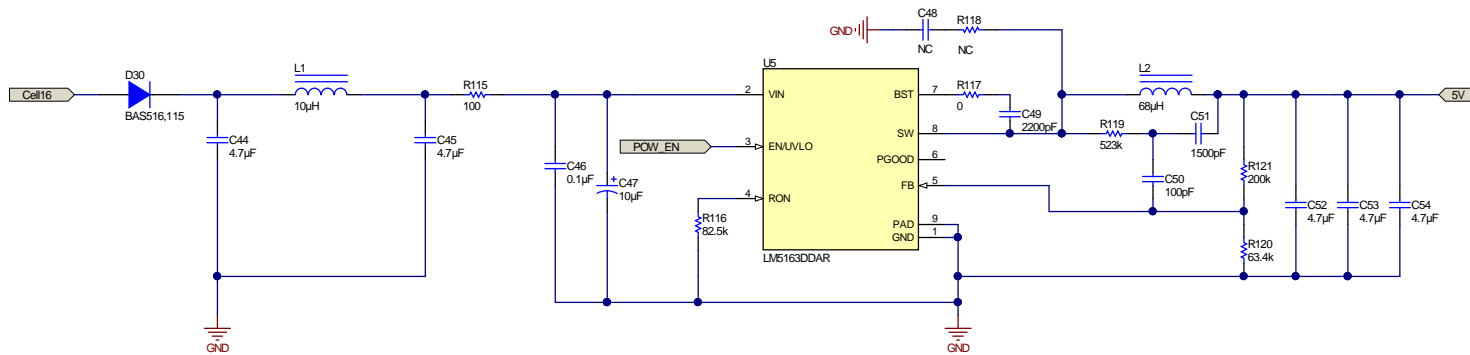 Cell16
D30
BAS516,115
L1
10µH
C44
4.7µF
C45
4.7µF
R115
100
GND
C46
0.1µF
C47
+
10µF
POW_EN
R116
82.5k
U5
2 VIN
3 EN/UVLO
4 RON
BST 7
SW 8
PGOOD 6
FB 5
PAD 9
GND 1
LM5163DDAR
GND
C48
NC
R118
NC
R117
0
C49
2200pF
L2
68µH
R119
523k
C51
1500pF
C50
100pF
R121
200k
R120
63.4k
C52
4.7µF
C53
4.7µF
C54
4.7µF
5V
GND